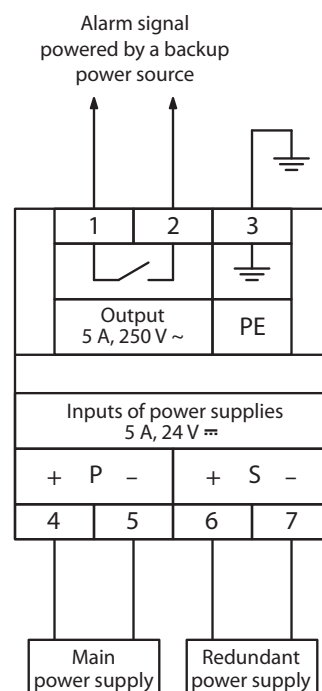 Alarm signal
powered by a backup
power source
1 2 3
Output
5 A, 250 V ~
PE
Inputs of power supplies
5 A, 24 V ⎓
+ P – + S –
4 5 6 7
Main
power supply
Redundant
power supply